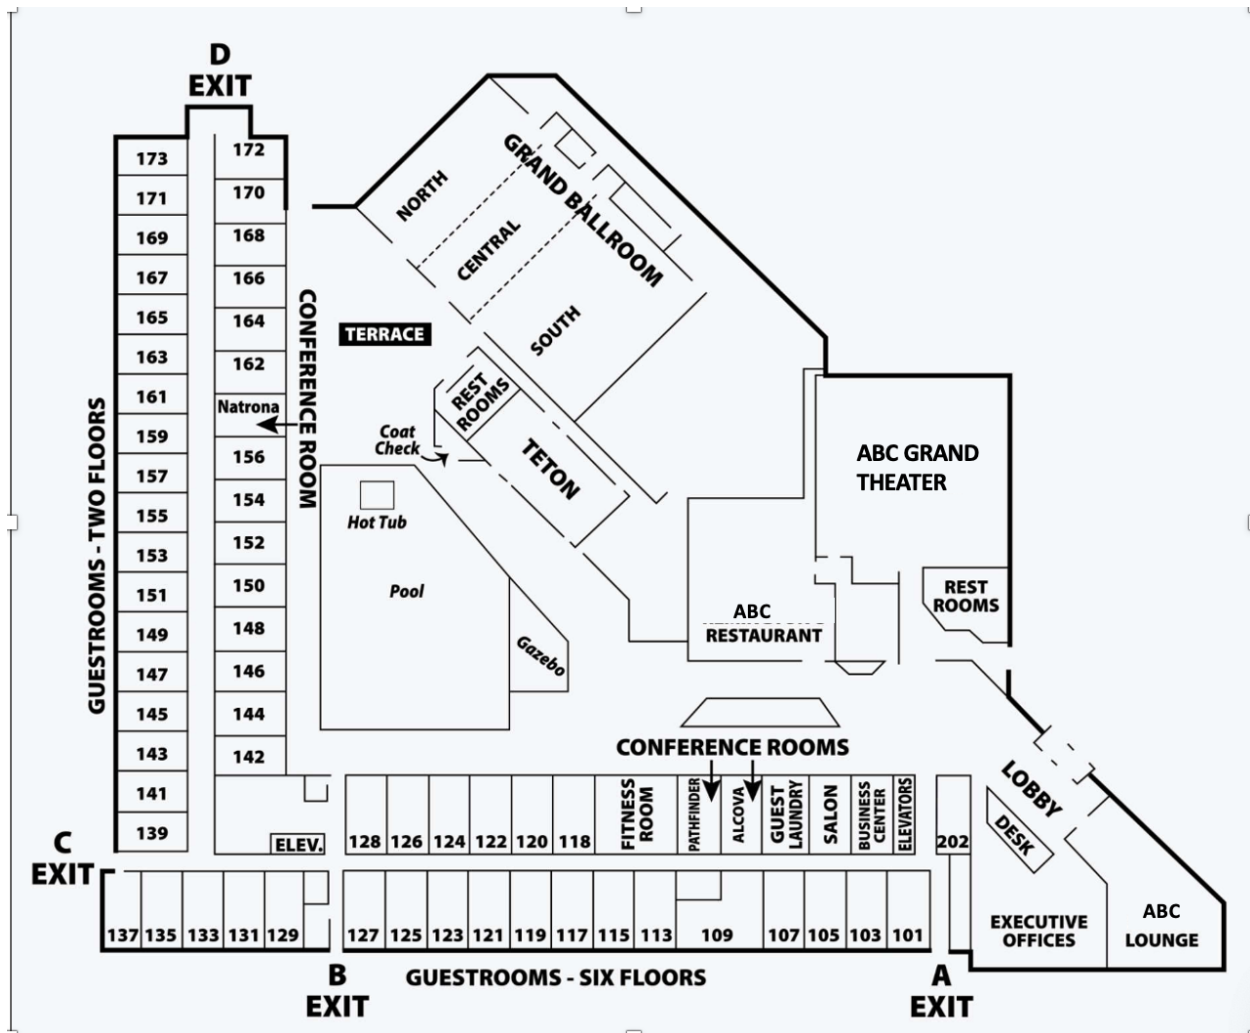 D
EXIT
173
171
169
167
165
163
161
159
157
155
153
151
149
147
145
143
141
139
172
170
168
166
164
162
Natrona
156
154
152
150
148
146
144
142
GUESTROOMS - TWO FLOORS
CONFERENCE ROOM
NORTH
CENTRAL
SOUTH
GRAND BALLROOM
TERRACE
REST
ROOMS
Coat
Check
TETON
Hot Tub
Pool
Gazebo
ABC GRAND
THEATER
REST
ROOMS
ABC
RESTAURANT
CONFERENCE ROOMS
LOBBY
DESK
EXECUTIVE
OFFICES
ABC
LOUNGE
C
EXIT
ELEV.
128
126
124
122
120
118
FITNESS
ROOM
PATHFINDER
ALCOVA
GUEST
LAUNDRY
SALON
BUSINESS
CENTER
ELEVATORS
202
137
135
133
131
129
127
125
123
121
119
117
115
113
109
107
105
103
101
B
EXIT
GUESTROOMS - SIX FLOORS
A
EXIT